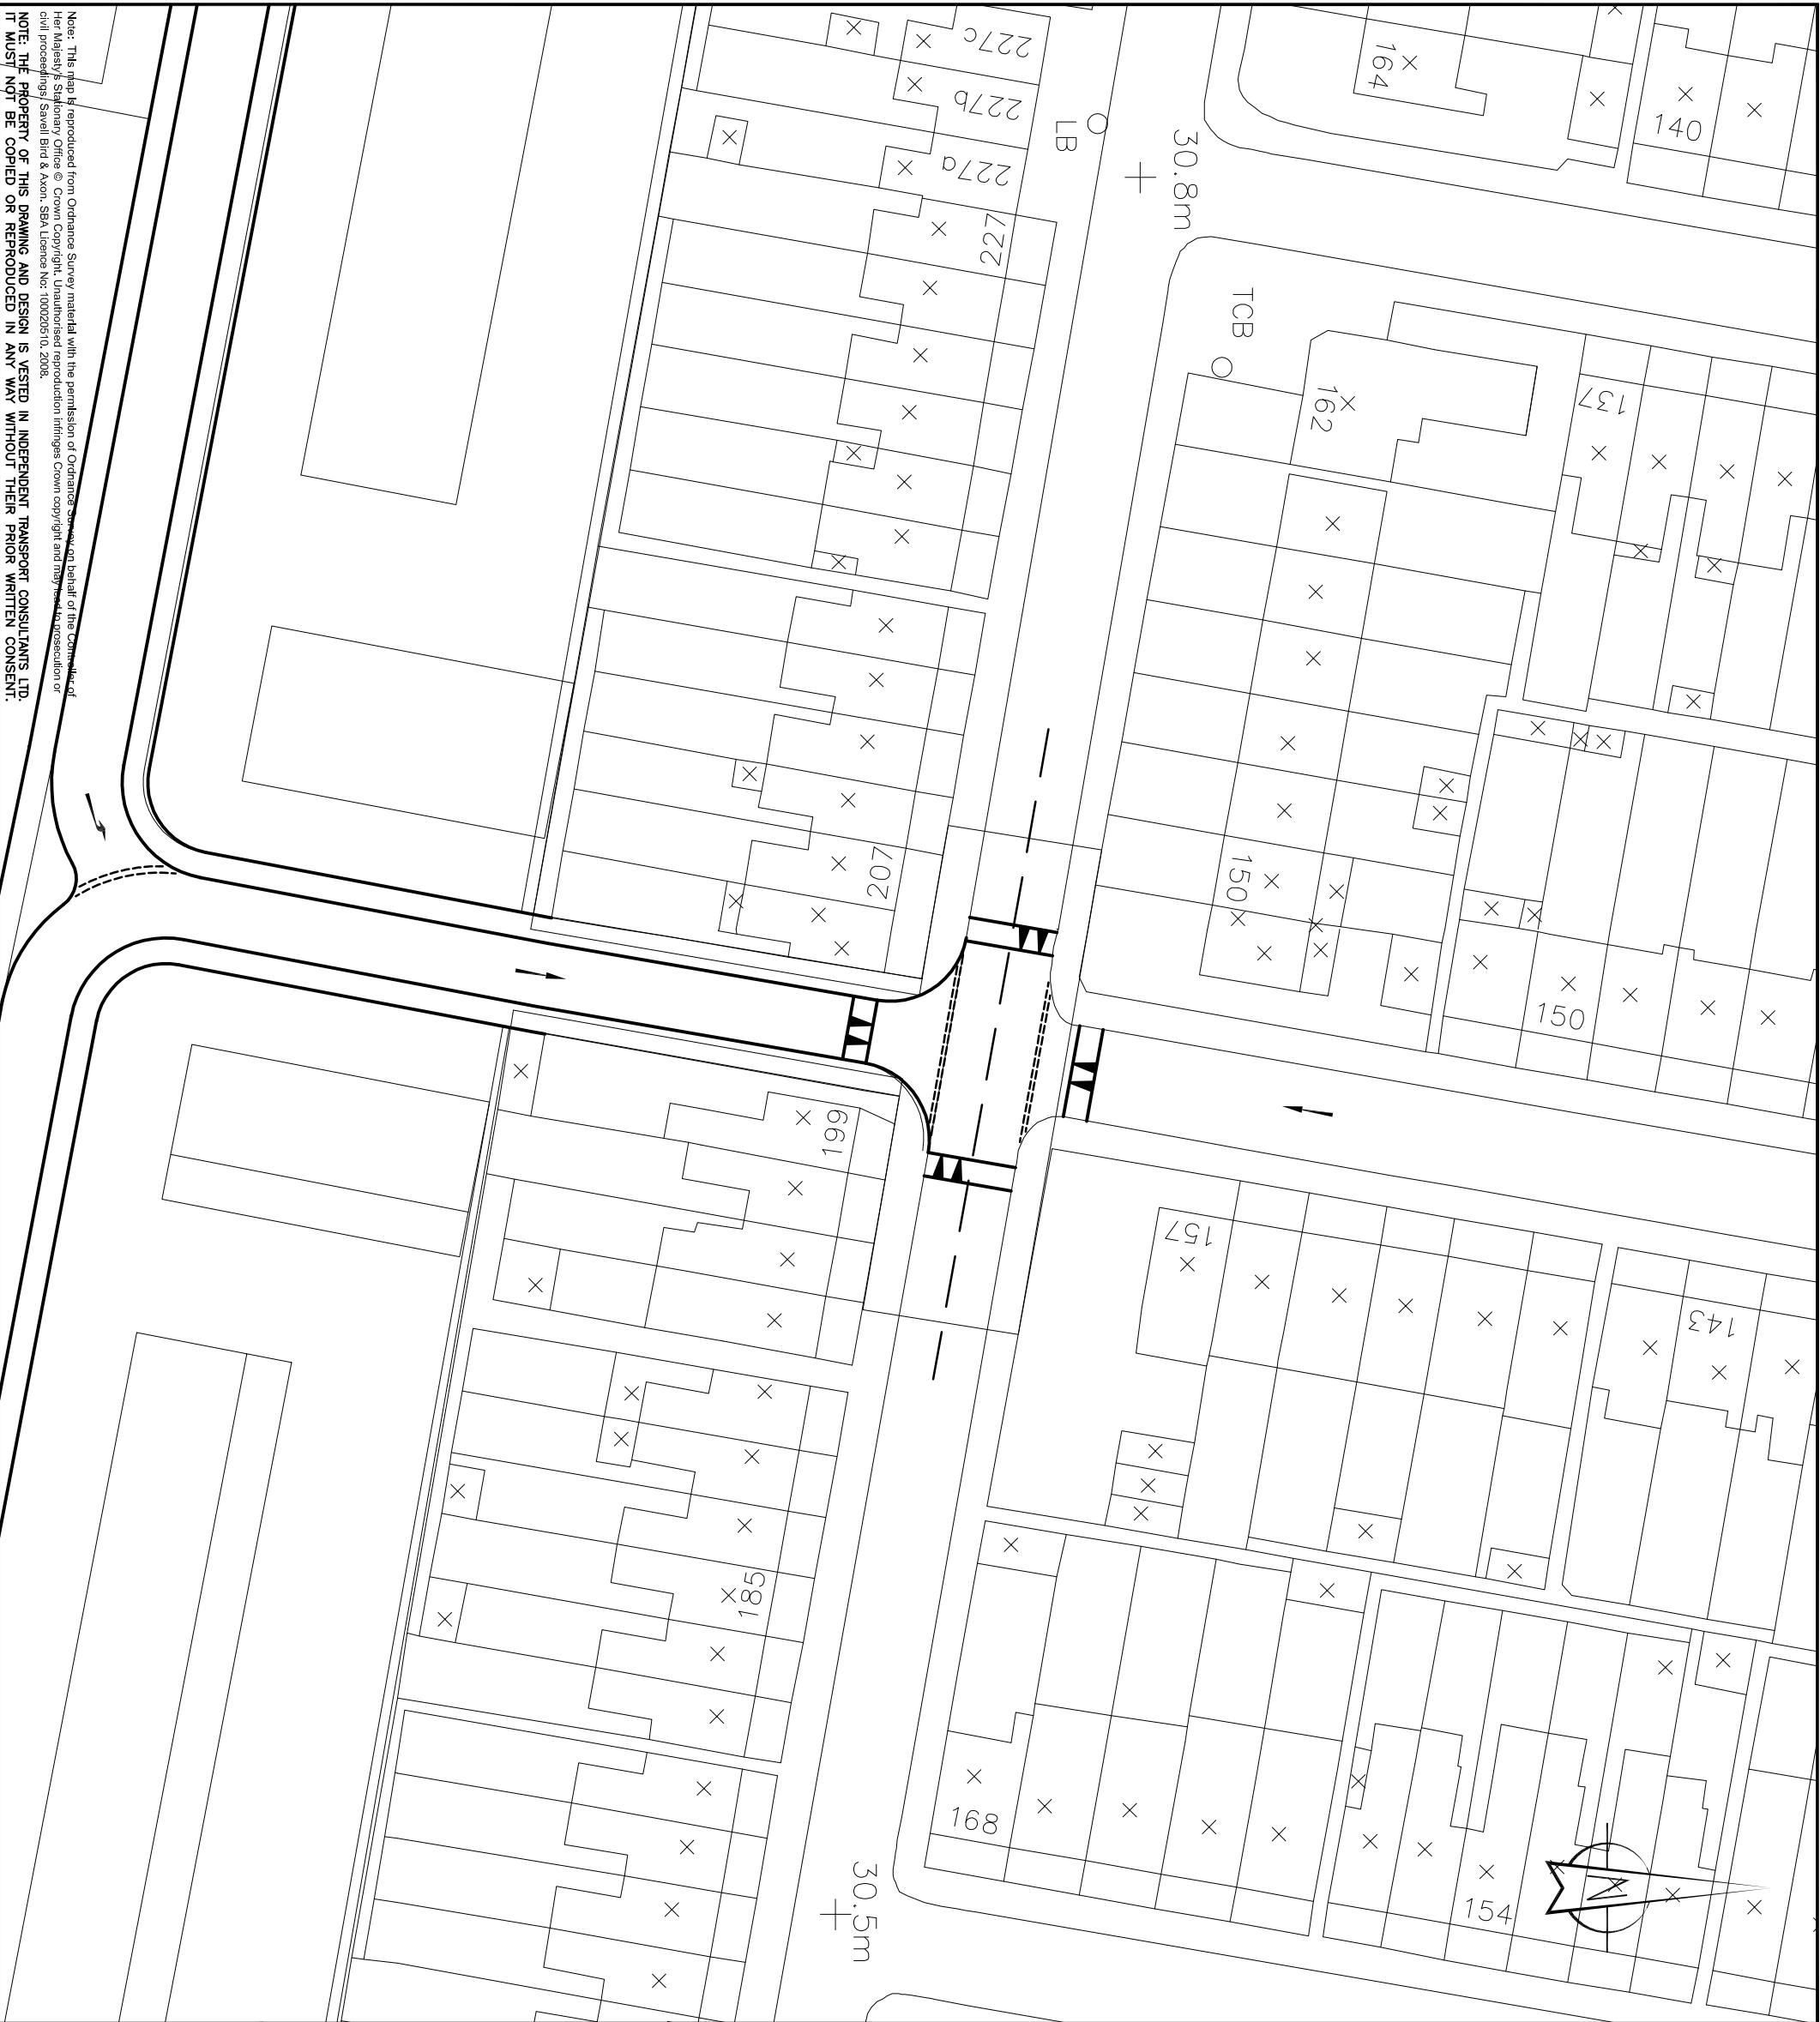 227c
227b
227a
227
LB
30.8m
164
140
TCB
162
137
207
150
150
199
157
143
185
168
154
30.5m
N
Note: This map is reproduced from Ordnance Survey material with the permission of Ordnance Survey on behalf of the Controller of
Her Majesty's Stationary Office © Crown Copyright. Unauthorised reproduction infringes Crown copyright and may lead to prosecution or
civil proceedings. Savell Bird & Axon. SBA Licence No: 100020510. 2008.
NOTE: THE PROPERTY OF THIS DRAWING AND DESIGN IS VESTED IN INDEPENDENT TRANSPORT CONSULTANTS LTD.
IT MUST NOT BE COPIED OR REPRODUCED IN ANY WAY WITHOUT THEIR PRIOR WRITTEN CONSENT.